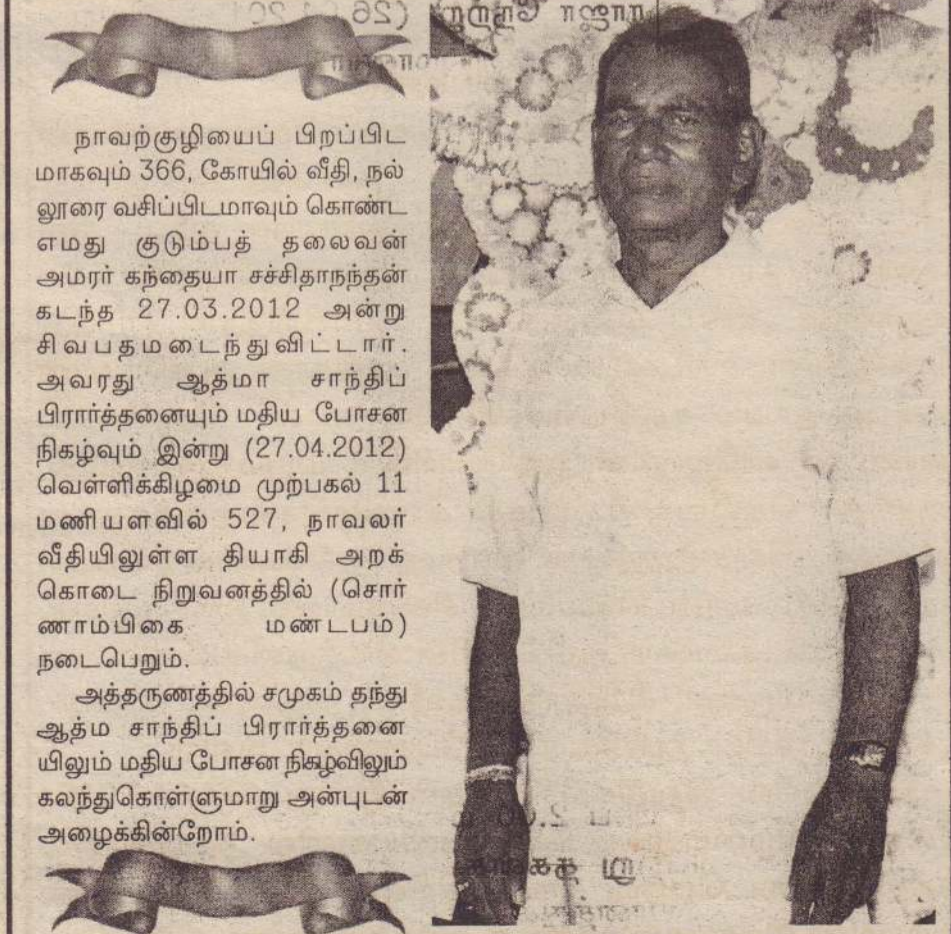 நாவற்குழியைப் பிறப்பிட
மாகவும் 366, கோயில் வீதி, நல்
லூரை வசிப்பிடமாவும் கொண்ட
எமது குடும்பத் தலைவன்
அமரர் கந்தையா சச்சிதாநந்தன்
கடந்த 27.03.2012 அன்று
சிவபதமடைந்துவிட்டார்.
அவரது ஆத்மா சாந்திப்
பிரார்த்தனையும் மதிய போசன
நிகழ்வும் இன்று (27.04.2012)
வெள்ளிக்கிழமை முற்பகல் 11
மணியளவில் 527, நாவலர்
வீதியிலுள்ள தியாகி அறக்
கொடை நிறுவனத்தில் (சொர்
ணாம்பிகை மண்டபம்)
நடைபெறும்.
அத்தருணத்தில் சமுகம் தந்து
ஆத்ம சாந்திப் பிரார்த்தனை
யிலும் மதிய போசன நிகழ்விலும்
கலந்துகொள்ளுமாறு அன்புடன்
அழைக்கின்றோம்.